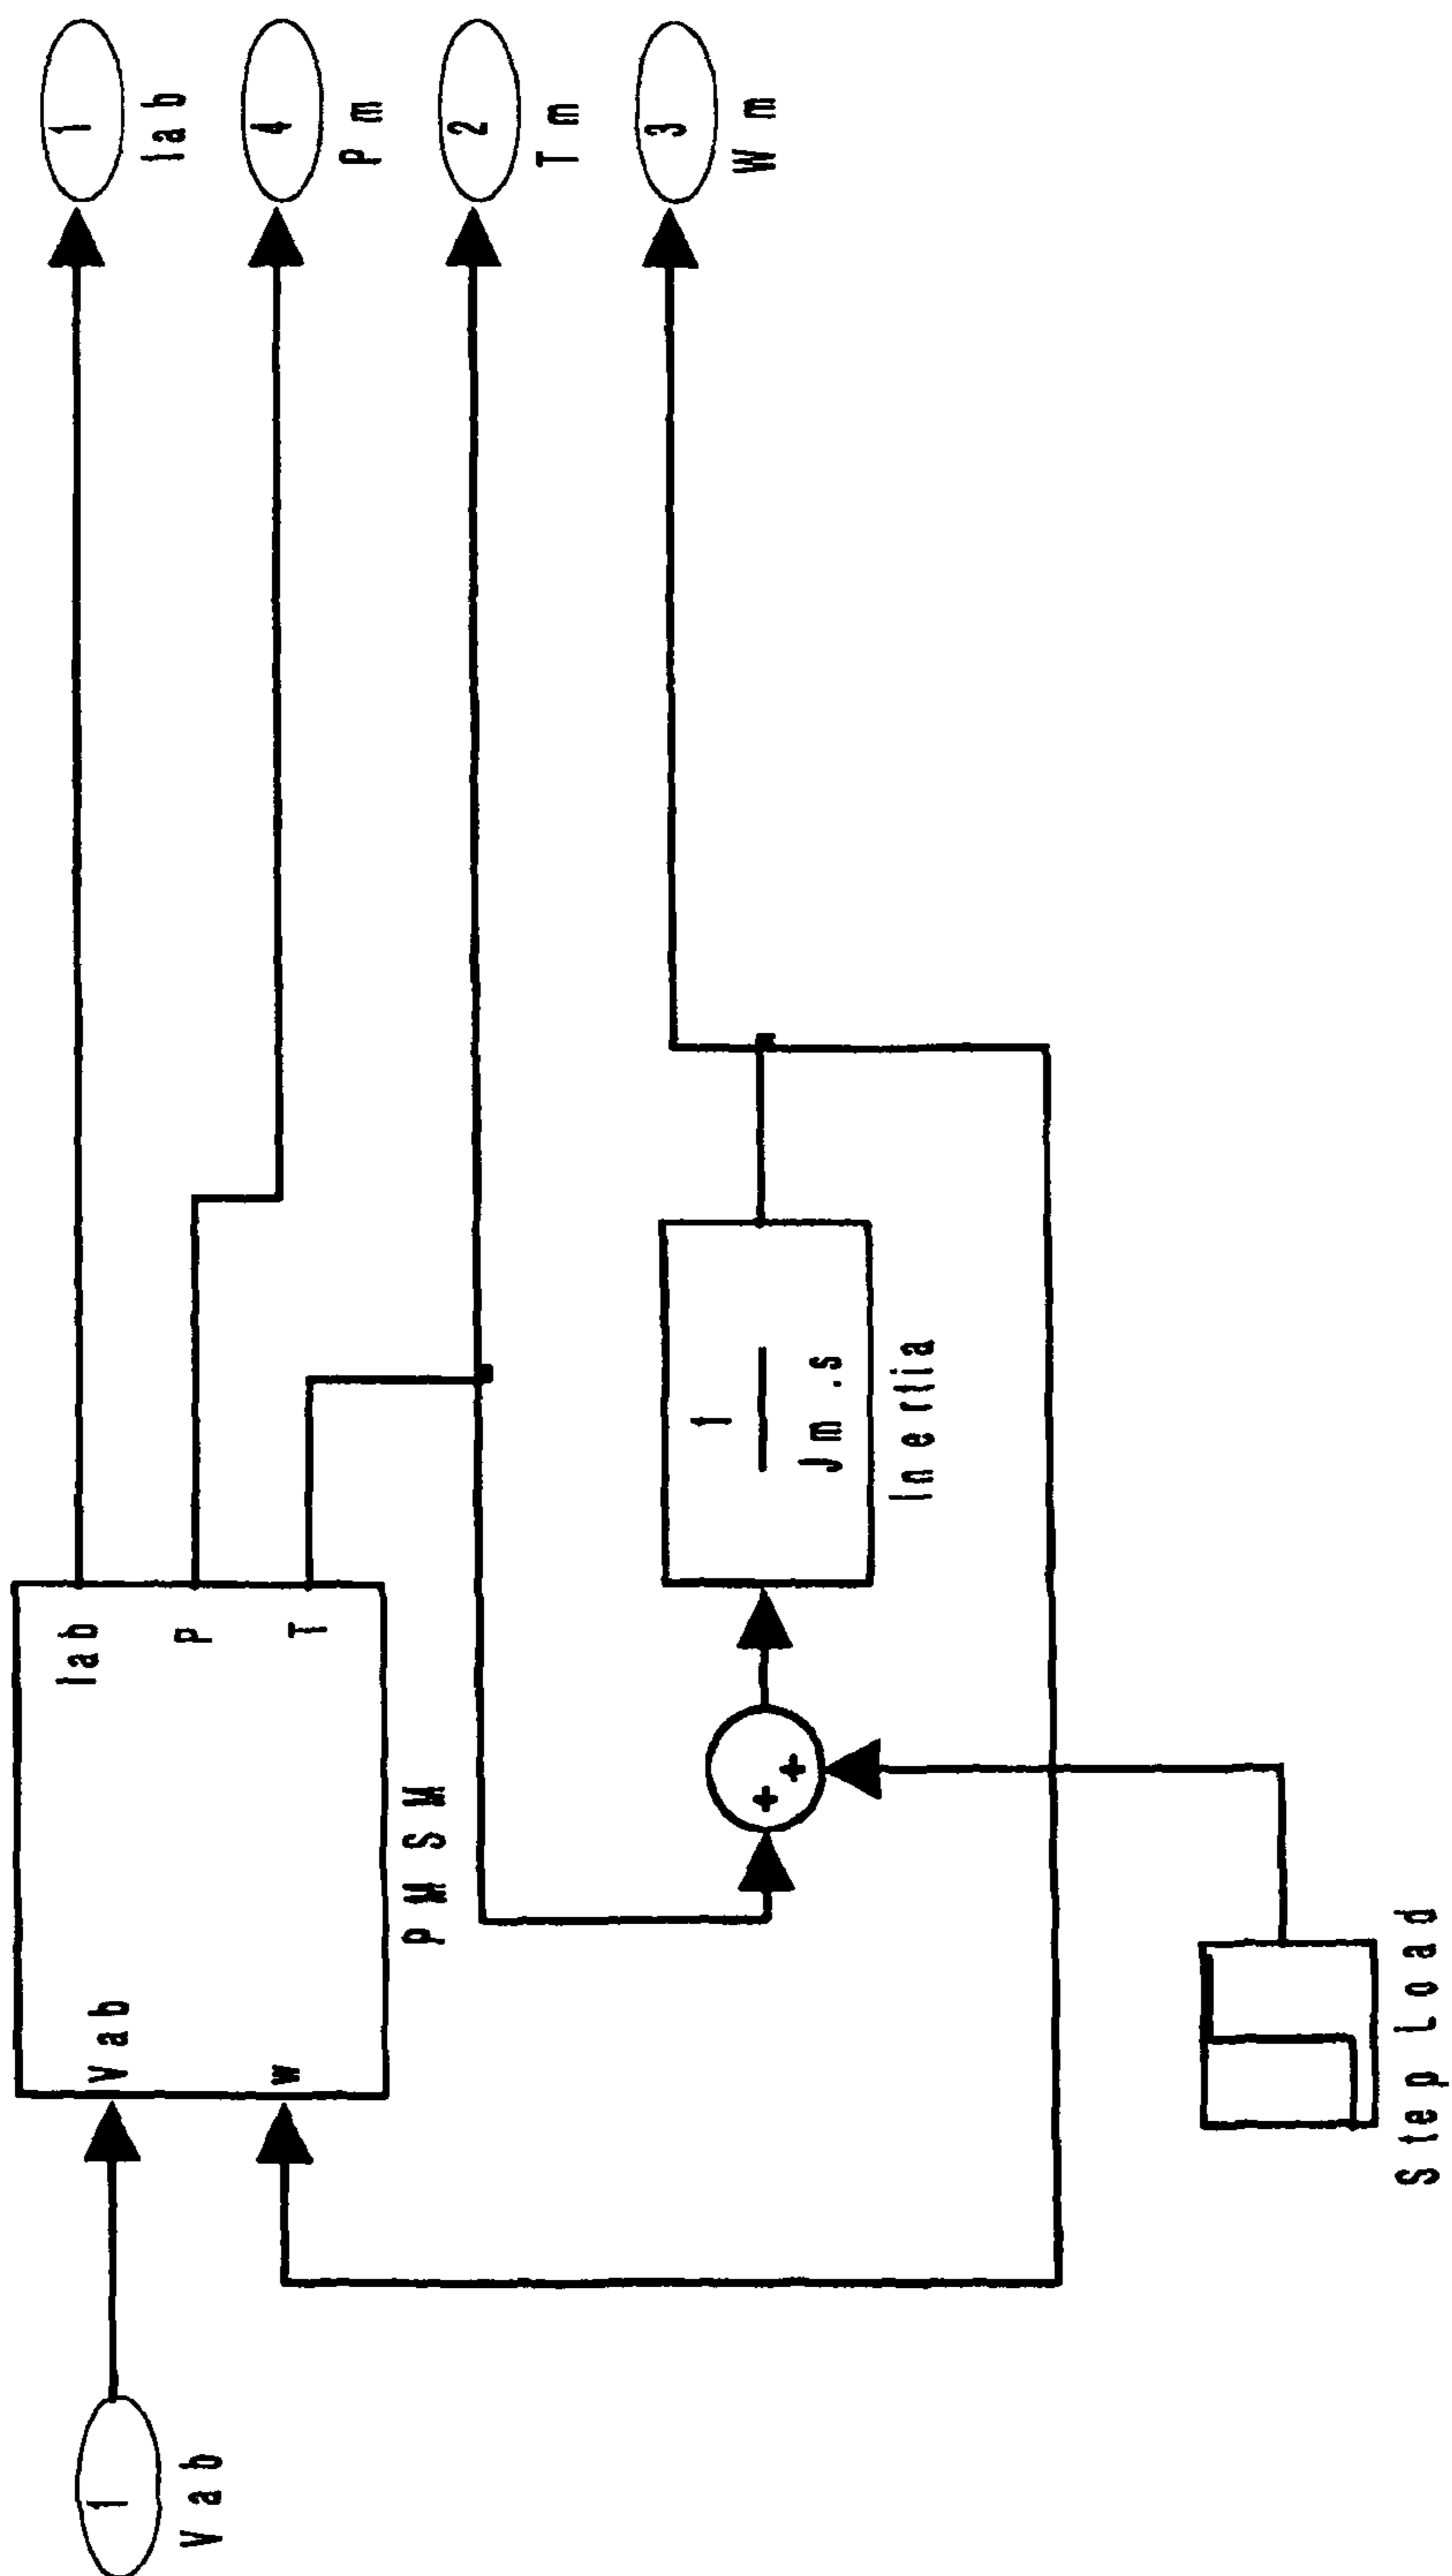 1
Vab
Vab
w
Iab
P
T
PMSM
1
Iab
4
Pm
2
Tm
3
Wm
+
+
1
Jm.s
Inertia
Step Load